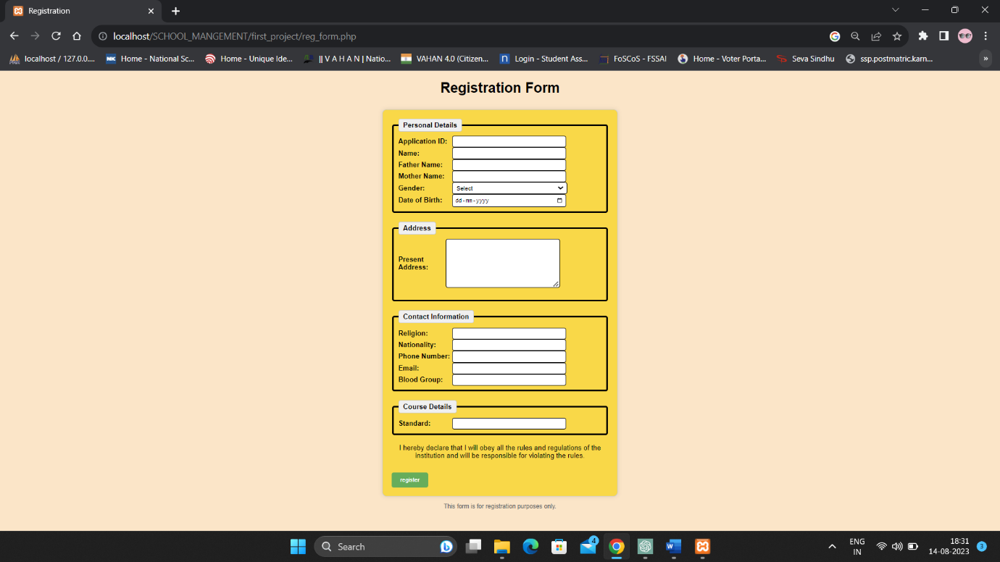 Registration
localhost/SCHOOL_MANGEMENT/first_project/reg_form.php
localhost / 127.0.0....
Home - National Sc...
Home - Unique Ide...
|| V A H A N | Natio...
VAHAN 4.0 (Citizen...
Login - Student Ass...
FoSCoS - FSSAI
Home - Voter Porta...
Seva Sindhu
ssp.postmatric.karn...
»
Registration Form
Personal Details
Application ID:
Name:
Father Name:
Mother Name:
Gender: Select
Date of Birth: dd-mm-yyyy
Address
Present
Address:
Contact Information
Religion:
Nationality:
Phone Number:
Email:
Blood Group:
Course Details
Standard:
I hereby declare that I will obey all the rules and regulations of the
institution and will be responsible for violating the rules.
register
This form is for registration purposes only.
Search
4
ENG
IN
18:31
14-08-2023
3